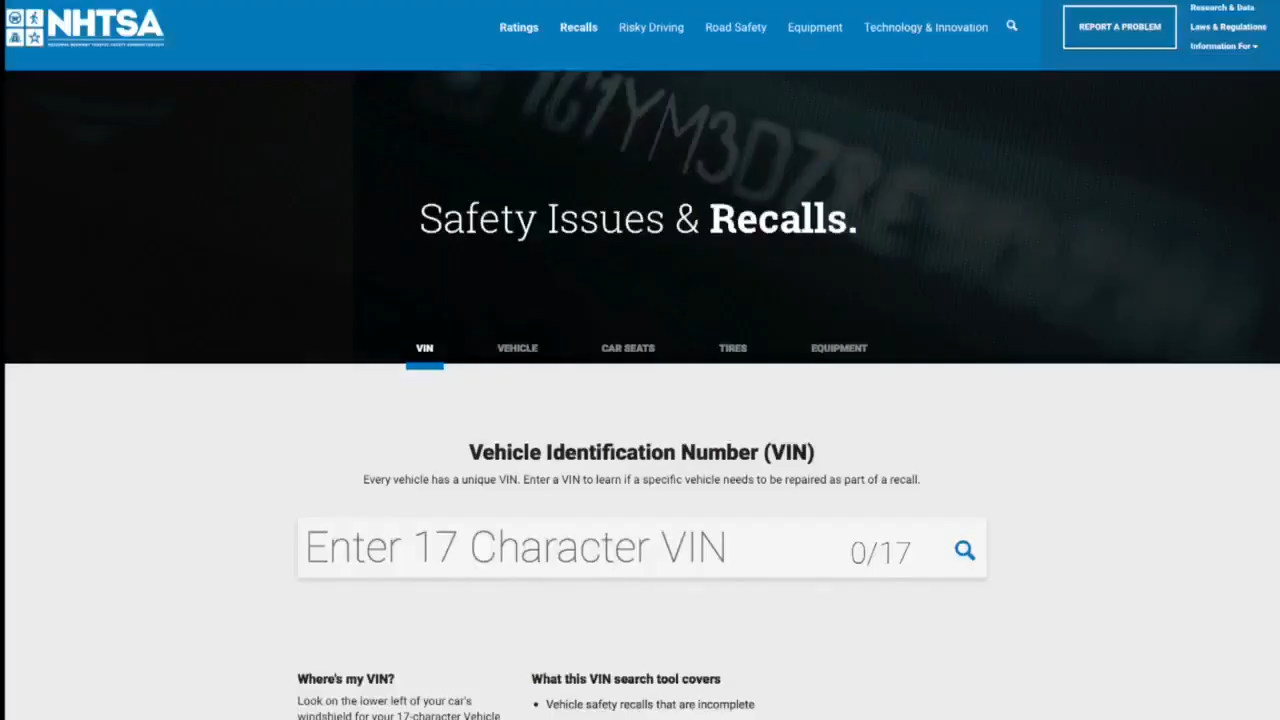 NHTSA
Ratings
Recalls
Risky Driving
Road Safety
Equipment
Technology & Innovation
REPORT A PROBLEM
Research & Data
Laws & Regulations
Information For
Safety Issues & Recalls.
VIN
VEHICLE
CAR SEATS
TIRES
EQUIPMENT
Vehicle Identification Number (VIN)
Every vehicle has a unique VIN. Enter a VIN to learn if a specific vehicle needs to be repaired as part of a recall.
Enter 17 Character VIN
0/17
Where's my VIN?
Look on the lower left of your car's
windshield for your 17-character Vehicle
What this VIN search tool covers
• Vehicle safety recalls that are incomplete